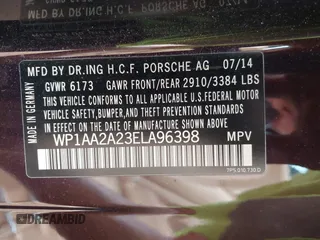 MFD BY DR.ING H.C.F. PORSCHE AG 07/14
GVWR 6173 GAWR FRONT/REAR 2910/3384 LBS
THIS VEHICLE CONFORMS TO ALL APPLICABLE
U.S.FEDERAL MOTOR VEHICLE
SAFETY,BUMPER,AND THEFT PREVENTION
STANDARDS IN EFFECT ON THE DATE OF
MANUFACTURE SHOWN ABOVE
WP1AA2A23ELA96398 MPV
MADE IN GERMANY
DREAMBID